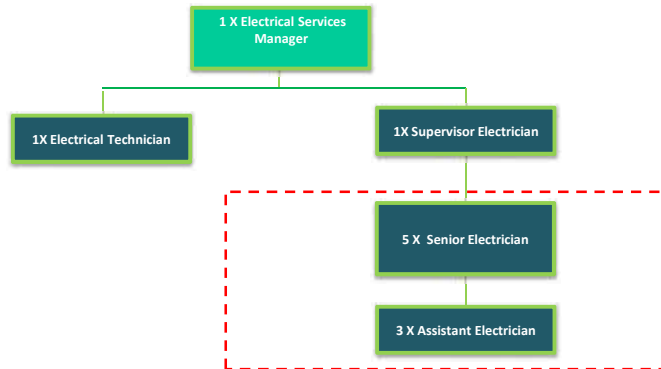 1 X Electrical Services
Manager
1X Electrical Technician
1X Supervisor Electrician
5 X Senior Electrician
3 X Assistant Electrician